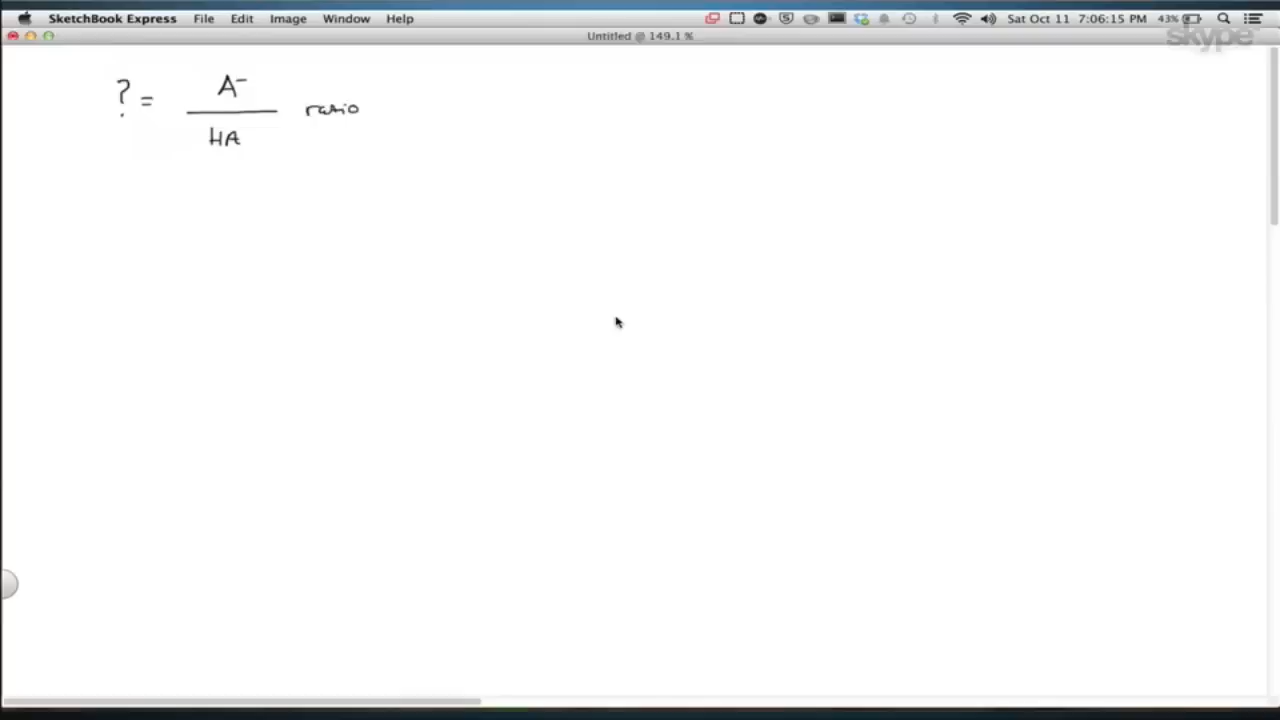 SketchBook Express File Edit Image Window Help Sat Oct 11 7:06:15 PM 43%
skype
Untitled @ 149.1 %
A-
? = ratio
HA